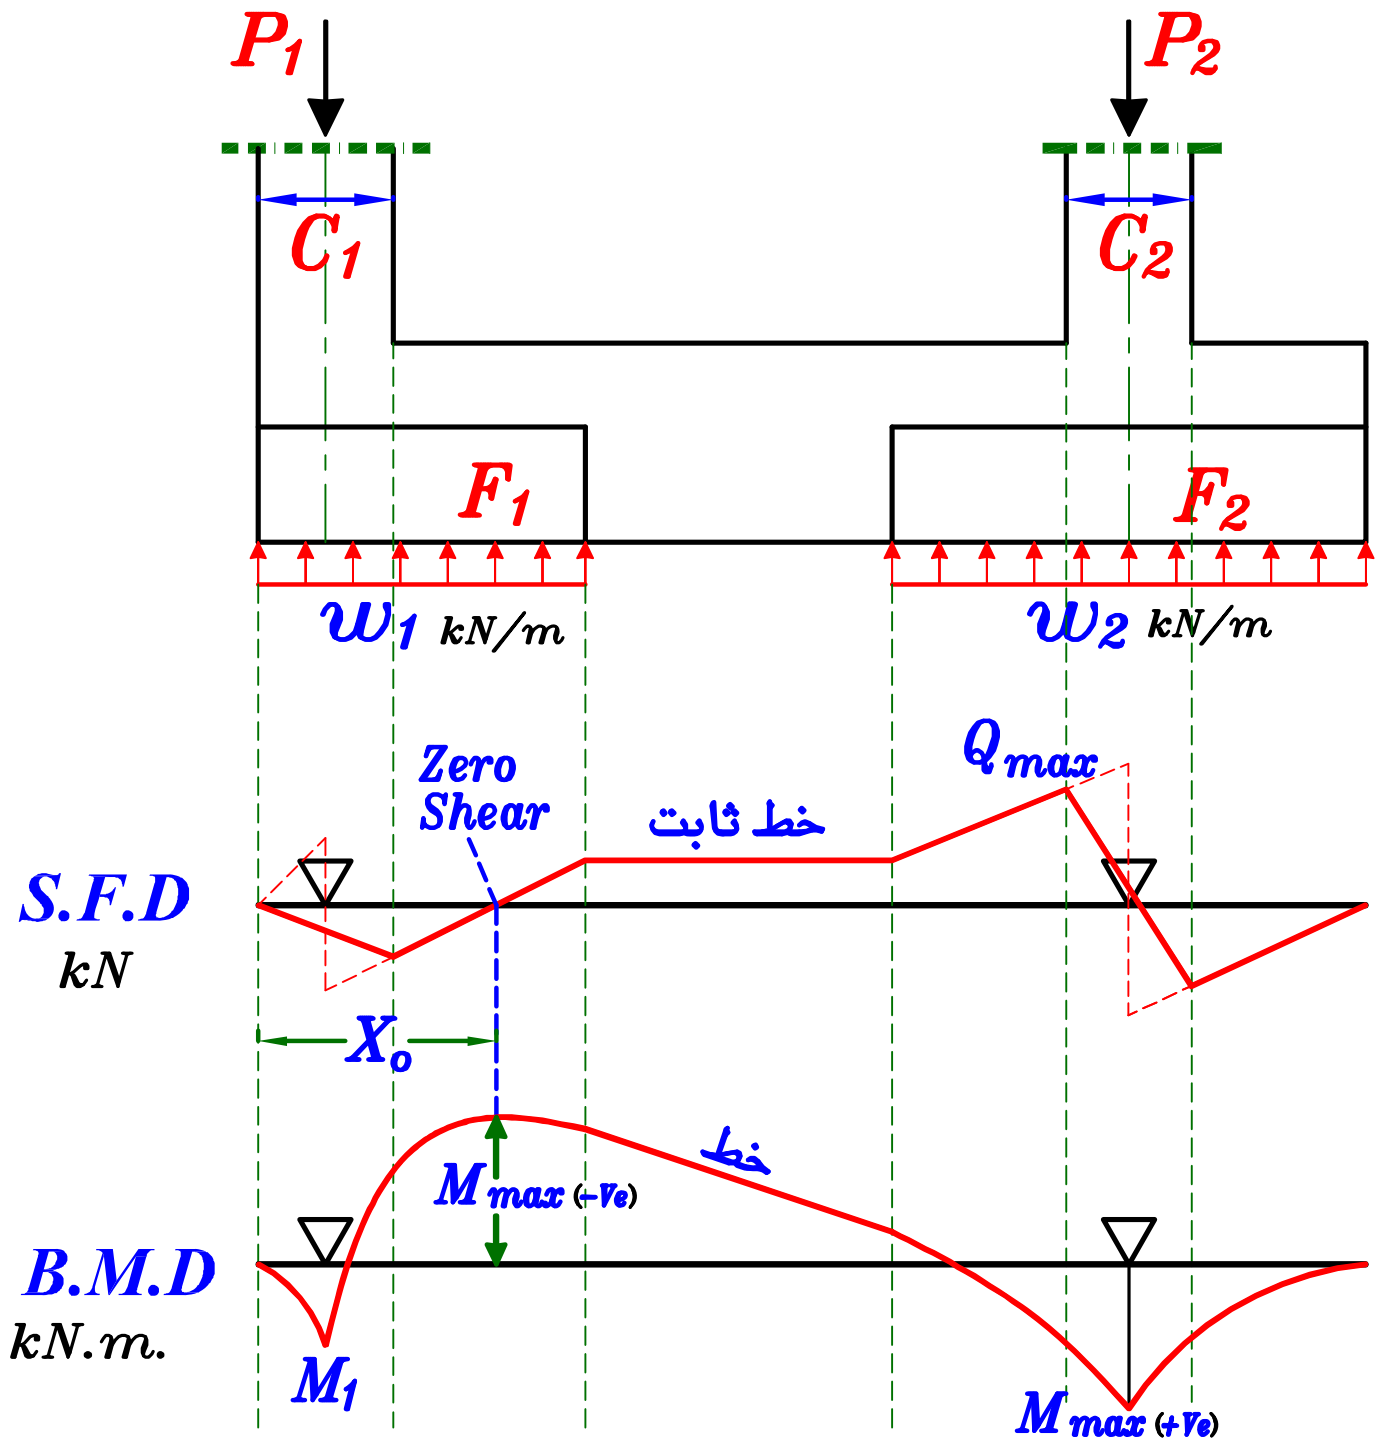 P1
P2
C1
C2
F1
F2
w1 kN/m
w2 kN/m
Zero
Shear
خط ثابت
Qmax
S.F.D
kN
Xo
خط
Mmax (-Ve)
B.M.D
kN.m.
M1
Mmax (+Ve)